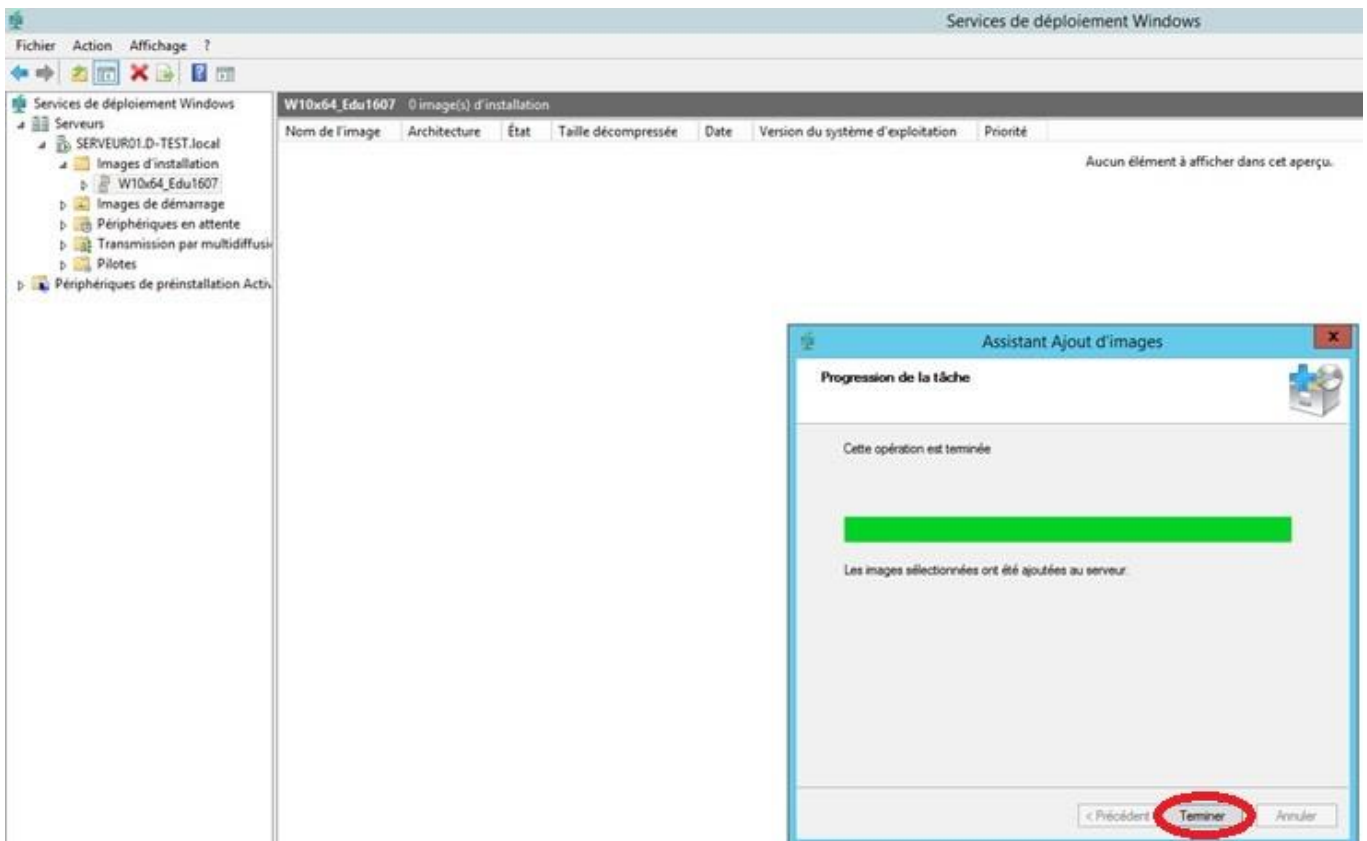 Services de déploiement Windows
Fichier Action Affichage ?
Services de déploiement Windows
Serveurs
SERVEUR01.D-TEST.local
Images d'installation
W10x64_Edu1607
Images de démarrage
Périphériques en attente
Transmission par multidiffusi
Pilotes
Périphériques de préinstallation Activ
W10x64_Edu1607 0 image(s) d'installation
Nom de l'image Architecture État Taille décompressée Date Version du système d'exploitation Priorité
Aucun élément à afficher dans cet aperçu.
Assistant Ajout d'images
Progression de la tâche
Cette opération est terminée
Les images sélectionnées ont été ajoutées au serveur.
< Précédent Terminer Annuler